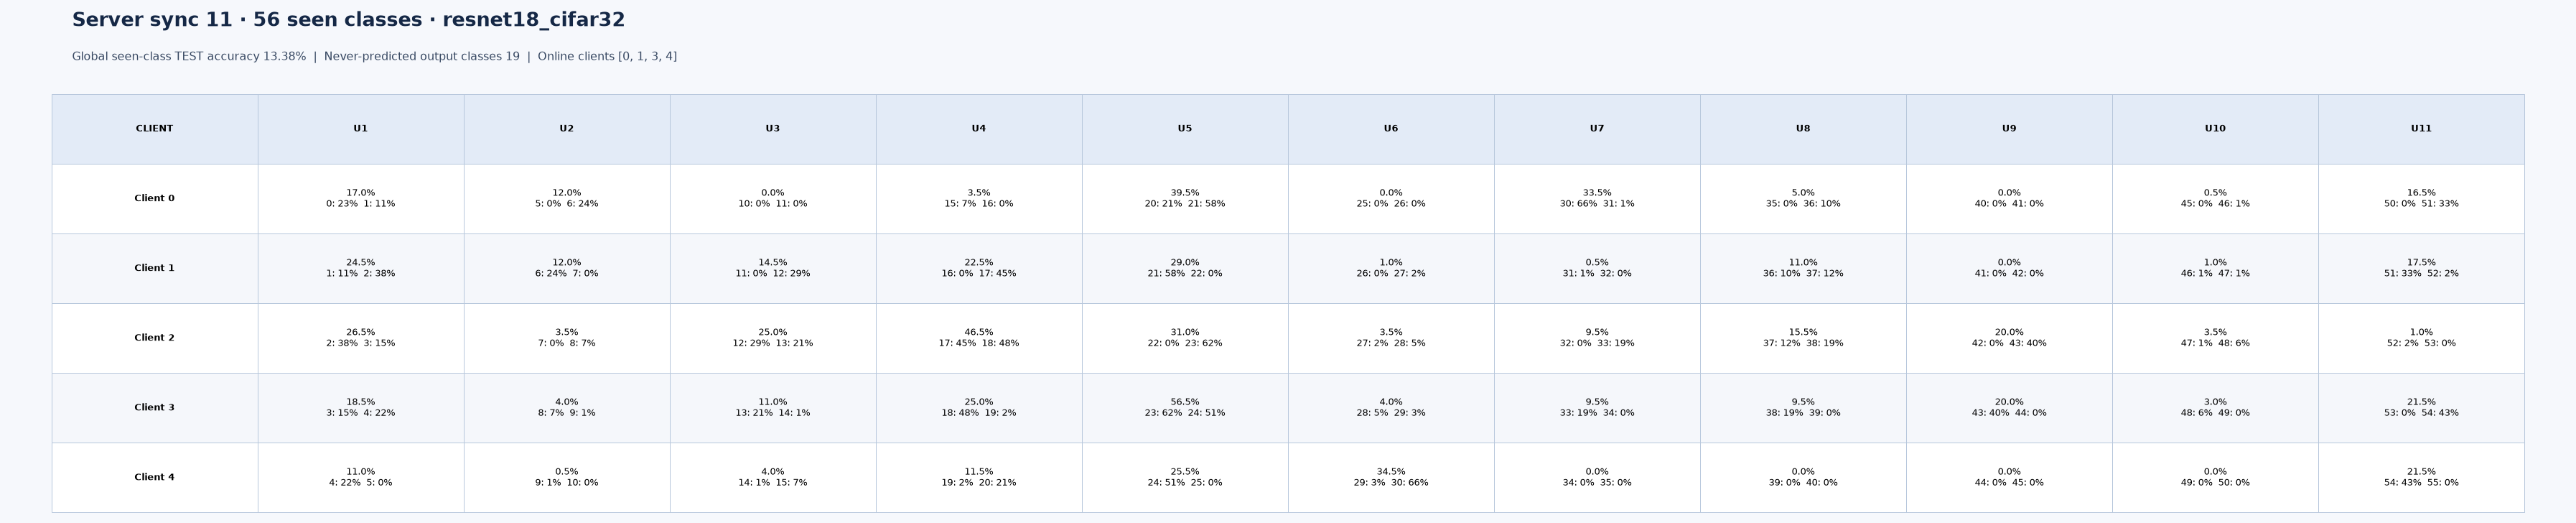 Server sync 11 · 56 seen classes · resnet18_cifar32
Global seen-class TEST accuracy 13.38% | Never-predicted output classes 19 | Online clients [0, 1, 3, 4]
CLIENT U1 U2 U3 U4 U5 U6 U7 U8 U9 U10 U11
17.0% 12.0% 0.0% 3.5% 39.5% 0.0% 33.5% 5.0% 0.0% 0.5% 16.5%
Client 0
0: 23% 1: 11% 5: 0% 6: 24% 10: 0% 11: 0% 15: 7% 16: 0% 20: 21% 21: 58% 25: 0% 26: 0% 30: 66% 31: 1% 35: 0% 36: 10% 40: 0% 41: 0% 45: 0% 46: 1% 50: 0% 51: 33%
24.5% 12.0% 14.5% 22.5% 29.0% 1.0% 0.5% 11.0% 0.0% 1.0% 17.5%
Client 1
1: 11% 2: 38% 6: 24% 7: 0% 11: 0% 12: 29% 16: 0% 17: 45% 21: 58% 22: 0% 26: 0% 27: 2% 31: 1% 32: 0% 36: 10% 37: 12% 41: 0% 42: 0% 46: 1% 47: 1% 51: 33% 52: 2%
26.5% 3.5% 25.0% 46.5% 31.0% 3.5% 9.5% 15.5% 20.0% 3.5% 1.0%
Client 2
2: 38% 3: 15% 7: 0% 8: 7% 12: 29% 13: 21% 17: 45% 18: 48% 22: 0% 23: 62% 27: 2% 28: 5% 32: 0% 33: 19% 37: 12% 38: 19% 42: 0% 43: 40% 47: 1% 48: 6% 52: 2% 53: 0%
18.5% 4.0% 11.0% 25.0% 56.5% 4.0% 9.5% 9.5% 20.0% 3.0% 21.5%
Client 3
3: 15% 4: 22% 8: 7% 9: 1% 13: 21% 14: 1% 18: 48% 19: 2% 23: 62% 24: 51% 28: 5% 29: 3% 33: 19% 34: 0% 38: 19% 39: 0% 43: 40% 44: 0% 48: 6% 49: 0% 53: 0% 54: 43%
11.0% 0.5% 4.0% 11.5% 25.5% 34.5% 0.0% 0.0% 0.0% 0.0% 21.5%
Client 4
4: 22% 5: 0% 9: 1% 10: 0% 14: 1% 15: 7% 19: 2% 20: 21% 24: 51% 25: 0% 29: 3% 30: 66% 34: 0% 35: 0% 39: 0% 40: 0% 44: 0% 45: 0% 49: 0% 50: 0% 54: 43% 55: 0%